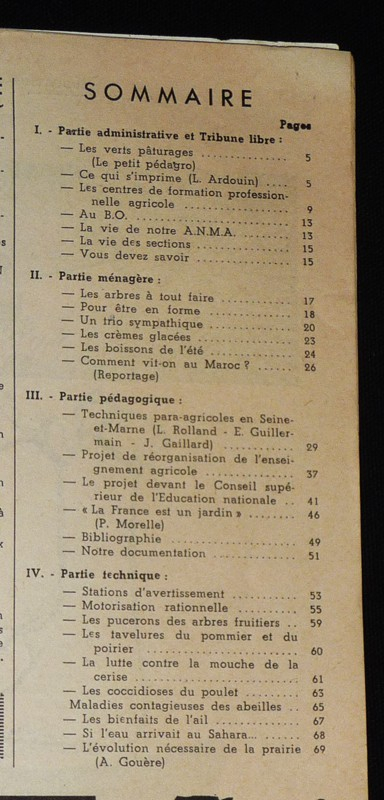 SOMMAIRE
Pages
I. - Partie administrative et Tribune libre :
— Les verts pâturages .............. 5
(Le petit pédagro)
— Ce qui s'imprime (L. Ardouin) .... 5
— Les centres de formation profession-
nelle agricole .................. 9
— Au B.O. ........................ 13
— La vie de notre A.N.M.A. ........ 13
— La vie des sections .............. 15
— Vous devez savoir .............. 15
II. - Partie ménagère :
— Les arbres à tout faire ............ 17
— Pour être en forme .............. 18
— Un trio sympathique ............ 20
— Les crèmes glacées .............. 23
— Les boissons de l'été ............ 24
— Comment vit-on au Maroc ? ...... 26
(Reportage)
III. - Partie pédagogique :
— Techniques para-agricoles en Seine-
et-Marne (L. Rolland - E. Guiller-
main - J. Gaillard) ............ 29
— Projet de réorganisation de l'ensei-
gnement agricole ............... 37
— Le projet devant le Conseil supé-
rieur de l'Education nationale .. 41
— « La France est un jardin » ........ 46
(P. Morelle)
— Bibliographie .................... 49
— Notre documentation ............. 51
IV. - Partie technique :
— Stations d'avertissement .......... 53
— Motorisation rationnelle .......... 55
— Les pucerons des arbres fruitiers .. 59
— Les tavelures du pommier et du
poirier ...................... 60
— La lutte contre la mouche de la
cerise ........................ 61
— Les coccidioses du poulet ........ 63
Maladies contagieuses des abeilles .. 65
— Les bienfaits de l'ail .............. 67
— Si l'eau arrivait au Sahara... ...... 68
— L'évolution nécessaire de la prairie 69
(A. Gouère)